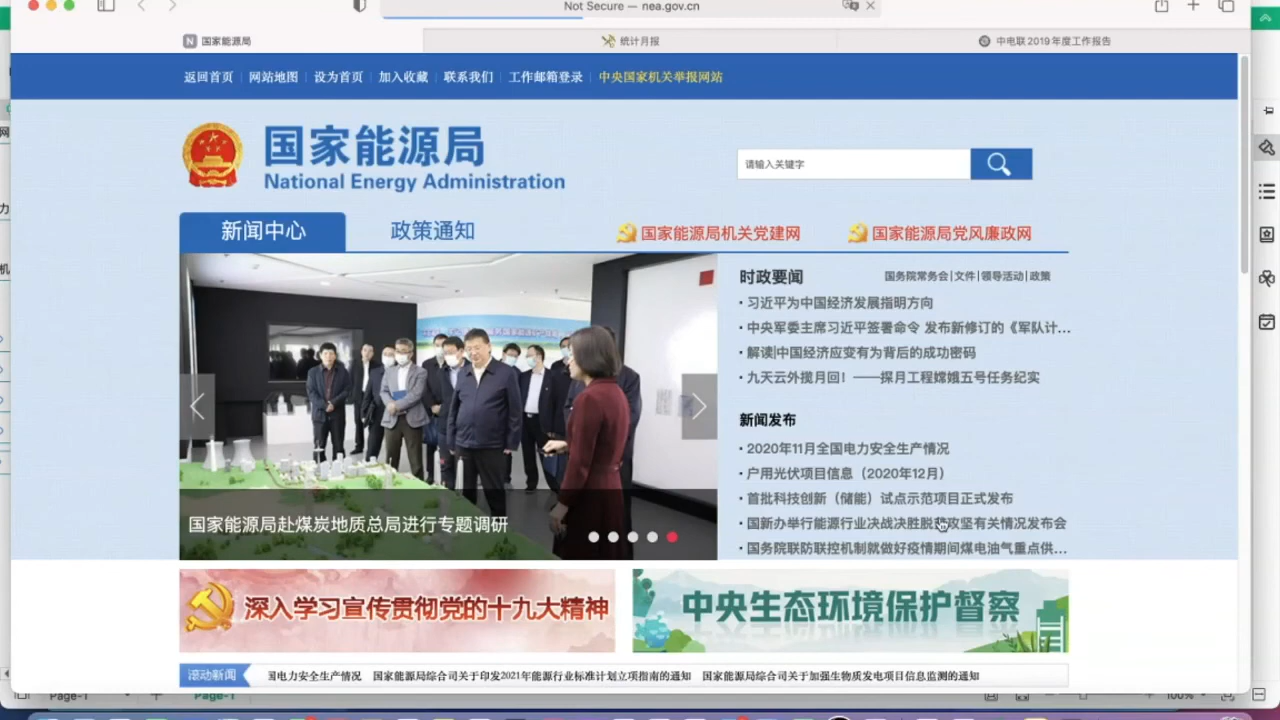 Not Secure — nea.gov.cn
国家能源局
统计月报
中电联2019年度工作报告
返回首页 | 网站地图 | 设为首页 | 加入收藏 | 联系我们 | 工作邮箱登录 | 中央国家机关举报网站
国家能源局
National Energy Administration
请输入关键字
新闻中心
政策通知
国家能源局机关党建网
国家能源局党风廉政网
时政要闻
国务院常务会|文件|领导活动|政策
· 习近平为中国经济发展指明方向
· 中央军委主席习近平签署命令 发布新修订的《军队计...
· 解读|中国经济应变有为背后的成功密码
· 九天云外揽月回！——探月工程嫦娥五号任务纪实
新闻发布
· 2020年11月全国电力安全生产情况
· 户用光伏项目信息（2020年12月）
· 首批科技创新（储能）试点示范项目正式发布
· 国新办举行能源行业决战决胜脱贫攻坚有关情况发布会
· 国务院联防联控机制就做好疫情期间煤电油气重点供...
国家能源局赴煤炭地质总局进行专题调研
深入学习宣传贯彻党的十九大精神
中央生态环境保护督察
滚动新闻
国电力安全生产情况 国家能源局综合司关于印发2021年能源行业标准计划立项指南的通知 国家能源局综合司关于加强生物质发电项目信息监测的通知
Page-1
Page-1
100%